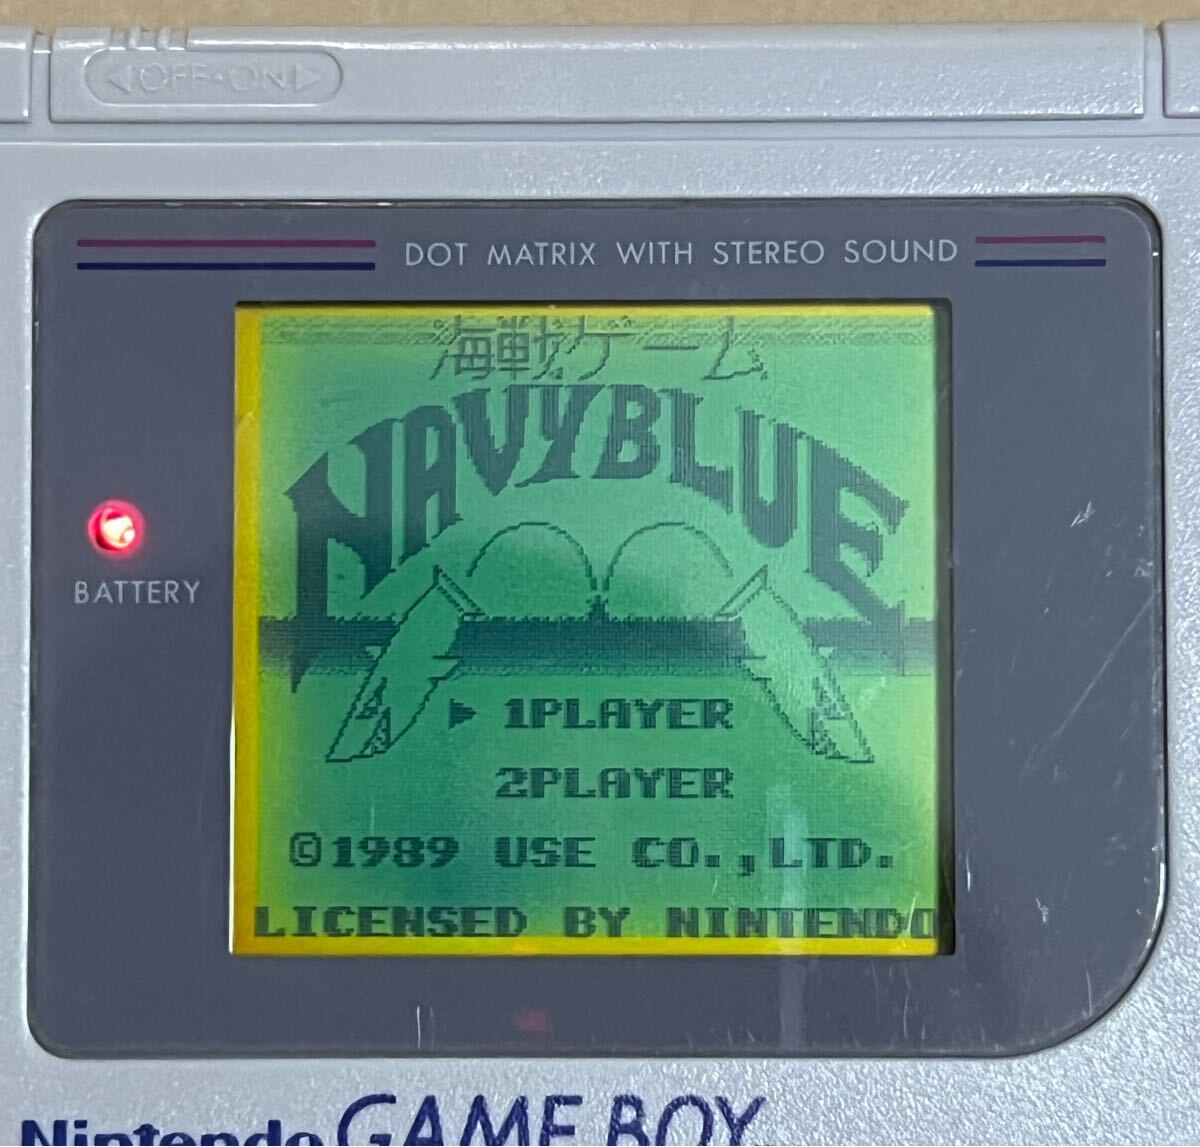 OFF•ON
DOT MATRIX WITH STEREO SOUND
BATTERY
海戦ゲーム
NAVYBLUE
1PLAYER
2PLAYER
©1989 USE CO.,LTD.
LICENSED BY NINTENDO
Nintendo GAME BOY